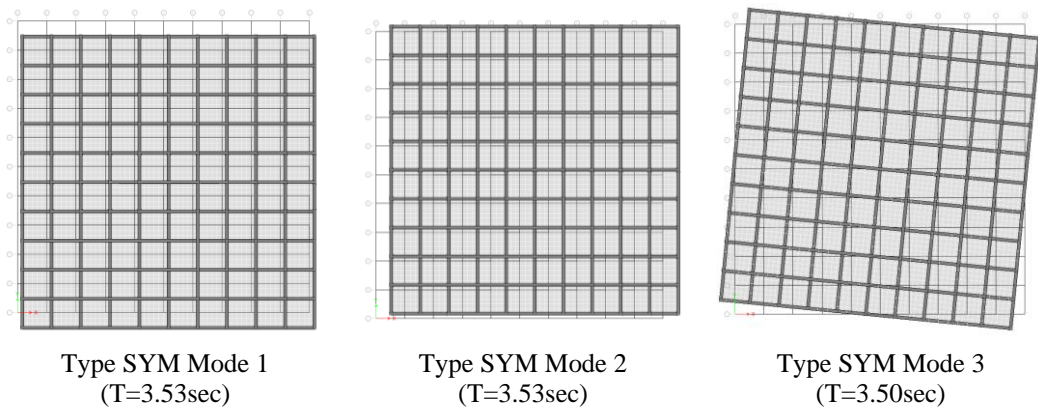 Type SYM Mode 1
(T=3.53sec)
Type SYM Mode 2
(T=3.53sec)
Type SYM Mode 3
(T=3.50sec)